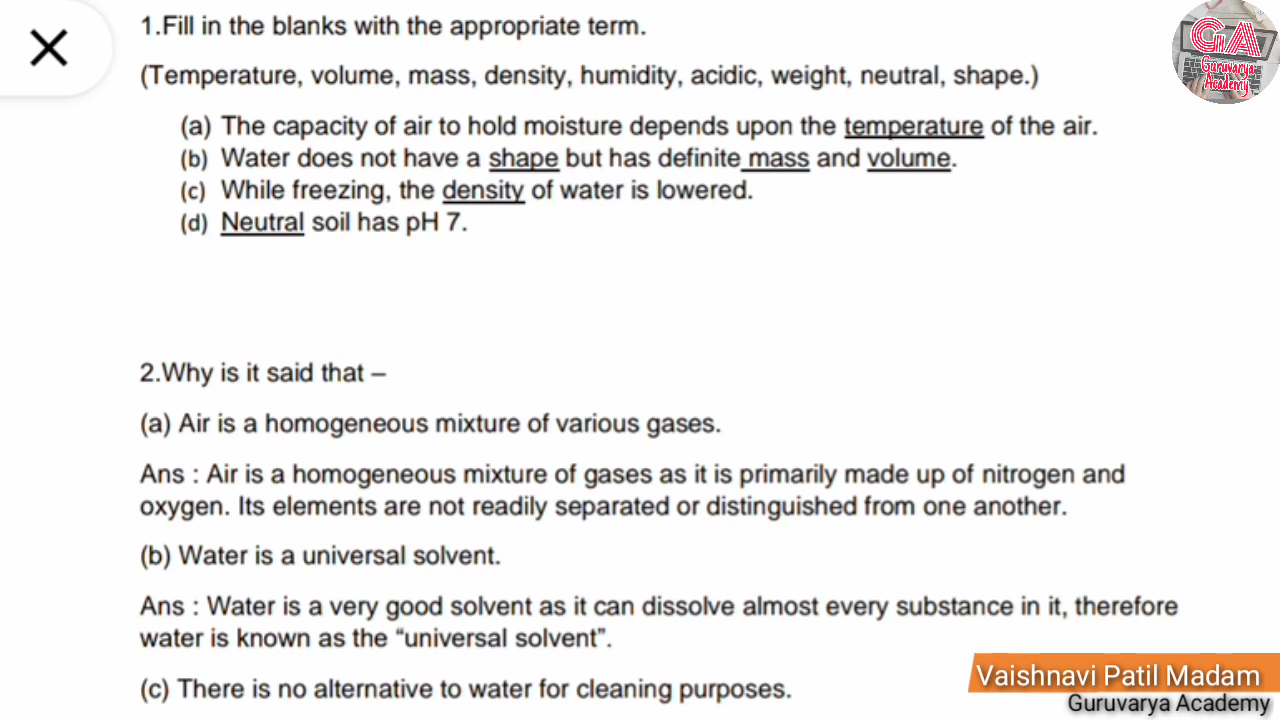 1.Fill in the blanks with the appropriate term.
(Temperature, volume, mass, density, humidity, acidic, weight, neutral, shape.)
(a) The capacity of air to hold moisture depends upon the temperature of the air.
(b) Water does not have a shape but has definite mass and volume.
(c) While freezing, the density of water is lowered.
(d) Neutral soil has pH 7.
2.Why is it said that –
(a) Air is a homogeneous mixture of various gases.
Ans : Air is a homogeneous mixture of gases as it is primarily made up of nitrogen and
oxygen. Its elements are not readily separated or distinguished from one another.
(b) Water is a universal solvent.
Ans : Water is a very good solvent as it can dissolve almost every substance in it, therefore
water is known as the “universal solvent”.
(c) There is no alternative to water for cleaning purposes.
GA
Guruvarya
Academy
Vaishnavi Patil Madam
Guruvarya Academy